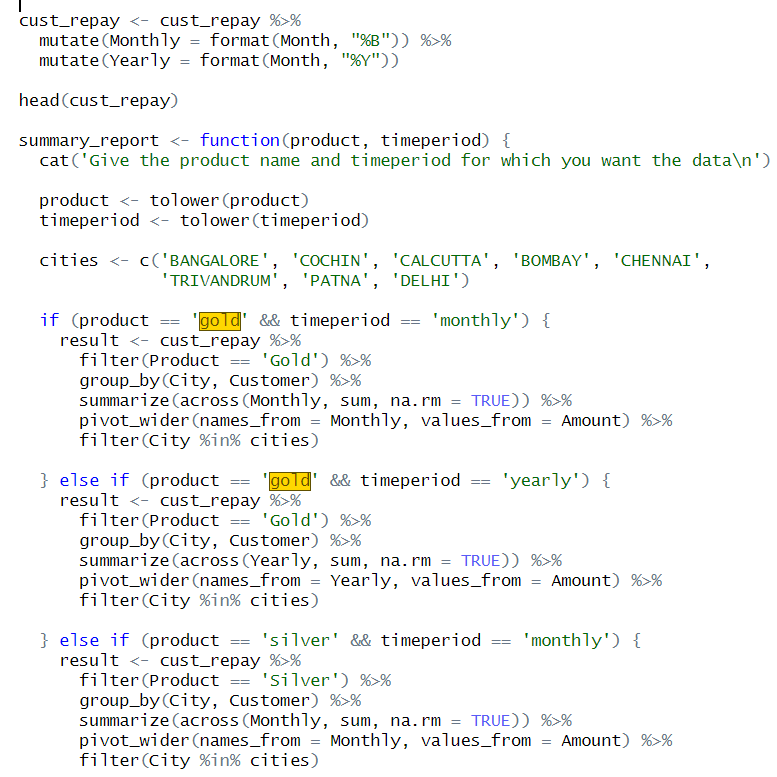 cust_repay <- cust_repay %>%
  mutate(Monthly = format(Month, "%B")) %>%
  mutate(Yearly = format(Month, "%Y"))

head(cust_repay)

summary_report <- function(product, timeperiod) {
  cat('Give the product name and timeperiod for which you want the data\n')

  product <- tolower(product)
  timeperiod <- tolower(timeperiod)

  cities <- c('BANGALORE', 'COCHIN', 'CALCUTTA', 'BOMBAY', 'CHENNAI',
              'TRIVANDRUM', 'PATNA', 'DELHI')

  if (product == 'gold' && timeperiod == 'monthly') {
    result <- cust_repay %>%
      filter(Product == 'Gold') %>%
      group_by(City, Customer) %>%
      summarize(across(Monthly, sum, na.rm = TRUE)) %>%
      pivot_wider(names_from = Monthly, values_from = Amount) %>%
      filter(City %in% cities)

  } else if (product == 'gold' && timeperiod == 'yearly') {
    result <- cust_repay %>%
      filter(Product == 'Gold') %>%
      group_by(City, Customer) %>%
      summarize(across(Yearly, sum, na.rm = TRUE)) %>%
      pivot_wider(names_from = Yearly, values_from = Amount) %>%
      filter(City %in% cities)

  } else if (product == 'silver' && timeperiod == 'monthly') {
    result <- cust_repay %>%
      filter(Product == 'Silver') %>%
      group_by(City, Customer) %>%
      summarize(across(Monthly, sum, na.rm = TRUE)) %>%
      pivot_wider(names_from = Monthly, values_from = Amount) %>%
      filter(City %in% cities)